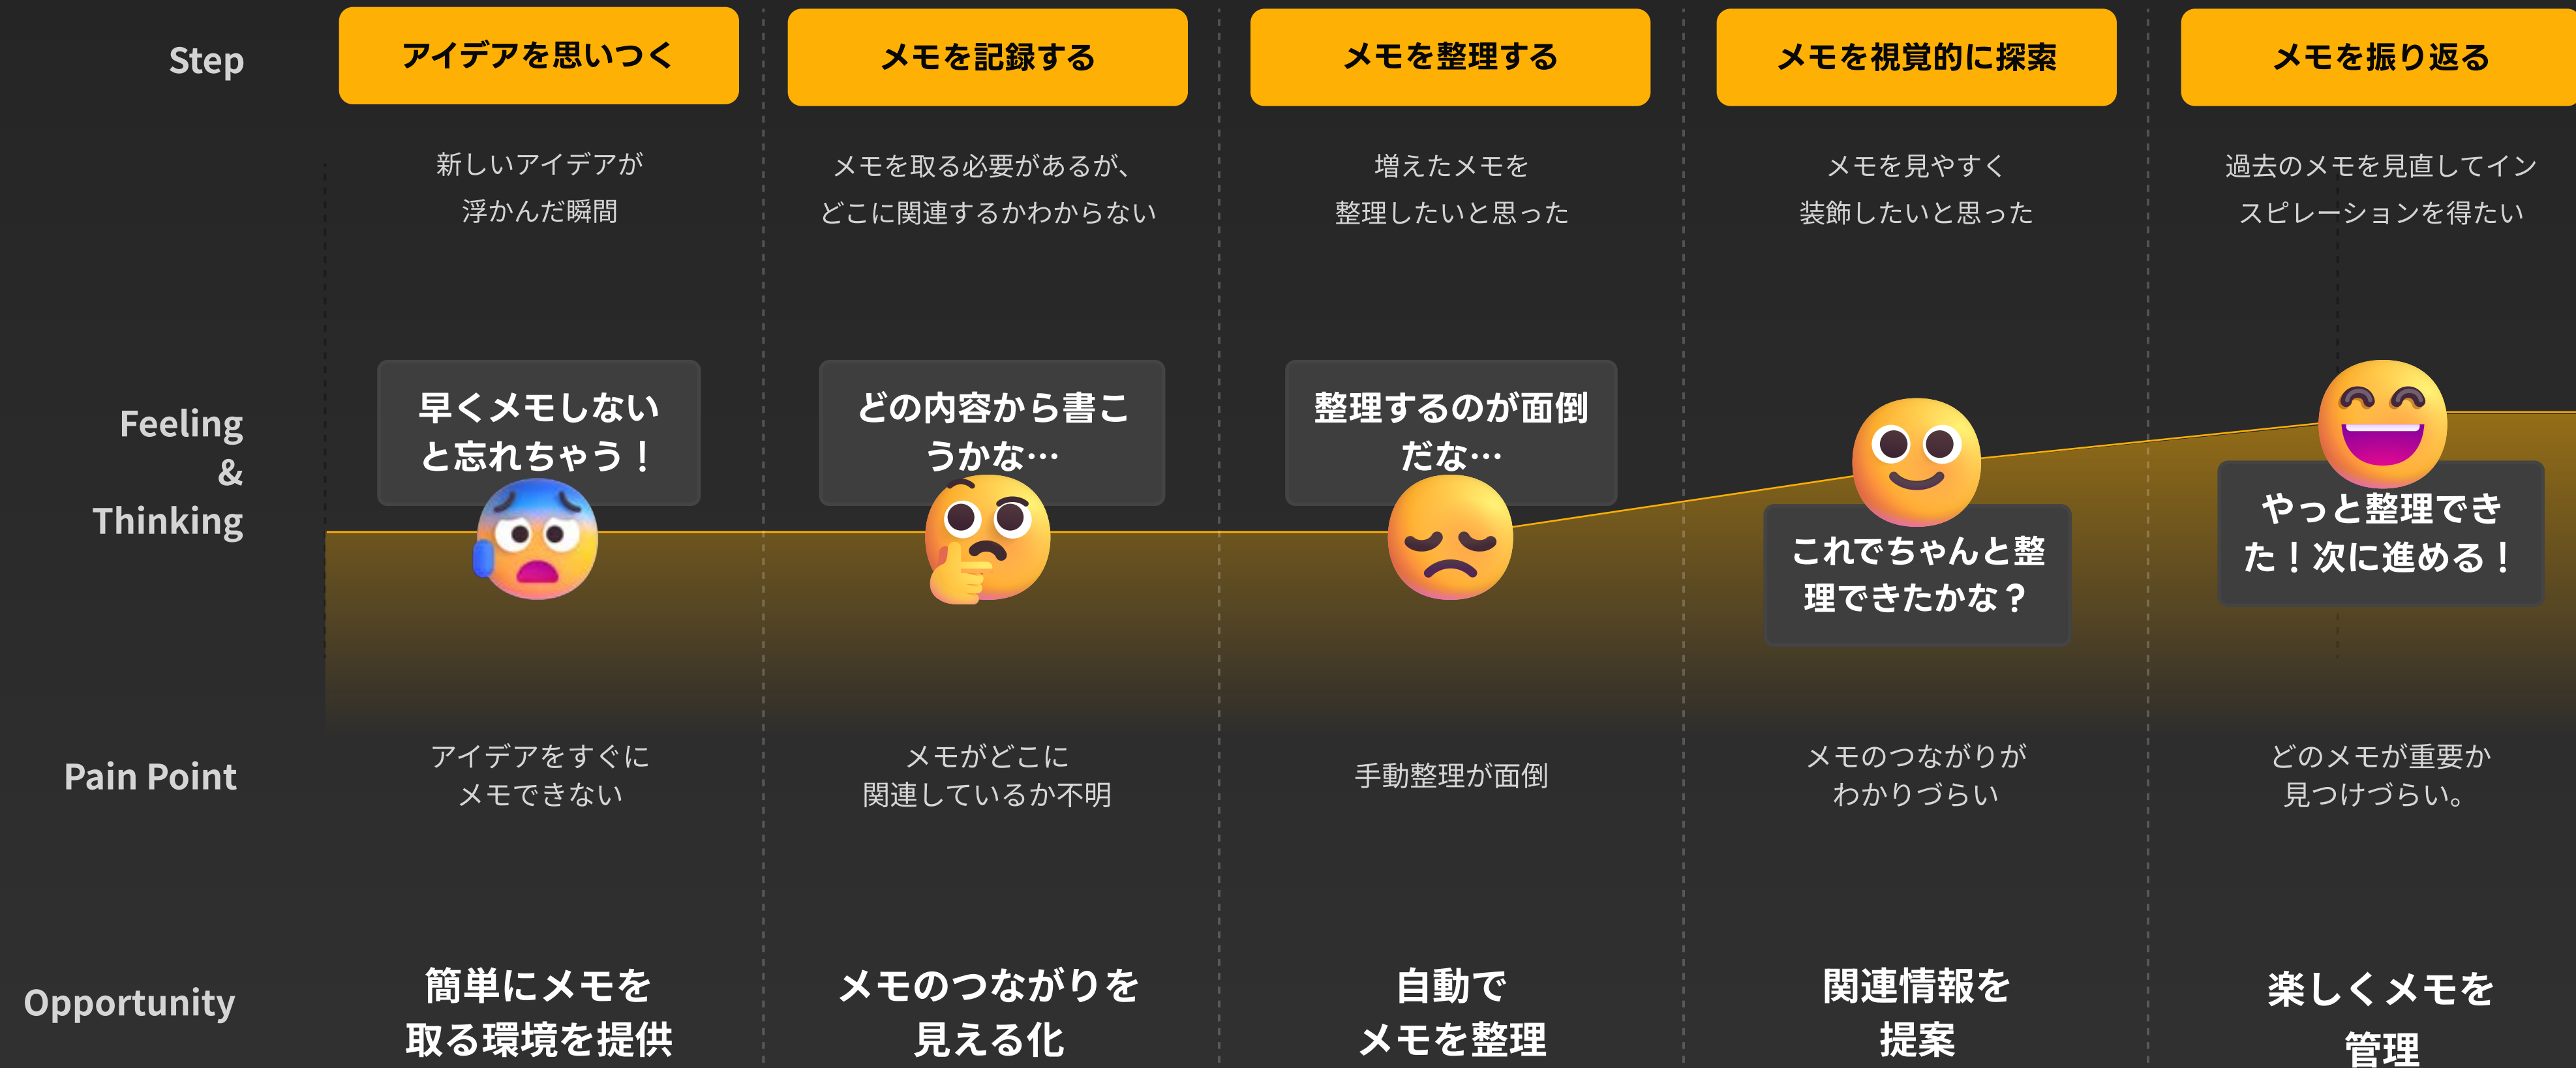 Step
アイデアを思いつく
メモを記録する
メモを整理する
メモを視覚的に探索
メモを振り返る
新しいアイデアが
浮かんだ瞬間
メモを取る必要があるが、
どこに関連するかわからない
増えたメモを
整理したいと思った
メモを見やすく
装飾したいと思った
過去のメモを見直してイン
スピレーションを得たい
Feeling
&
Thinking
早くメモしない
と忘れちゃう！
どの内容から書こ
うかな…
整理するのが面倒
だな…
これでちゃんと整
理できたかな？
やっと整理でき
た！次に進める！
Pain Point
アイデアをすぐに
メモできない
メモがどこに
関連しているか不明
手動整理が面倒
メモのつながりが
わかりづらい
どのメモが重要か
見つけづらい。
Opportunity
簡単にメモを
取る環境を提供
メモのつながりを
見える化
自動で
メモを整理
関連情報を
提案
楽しくメモを
管理